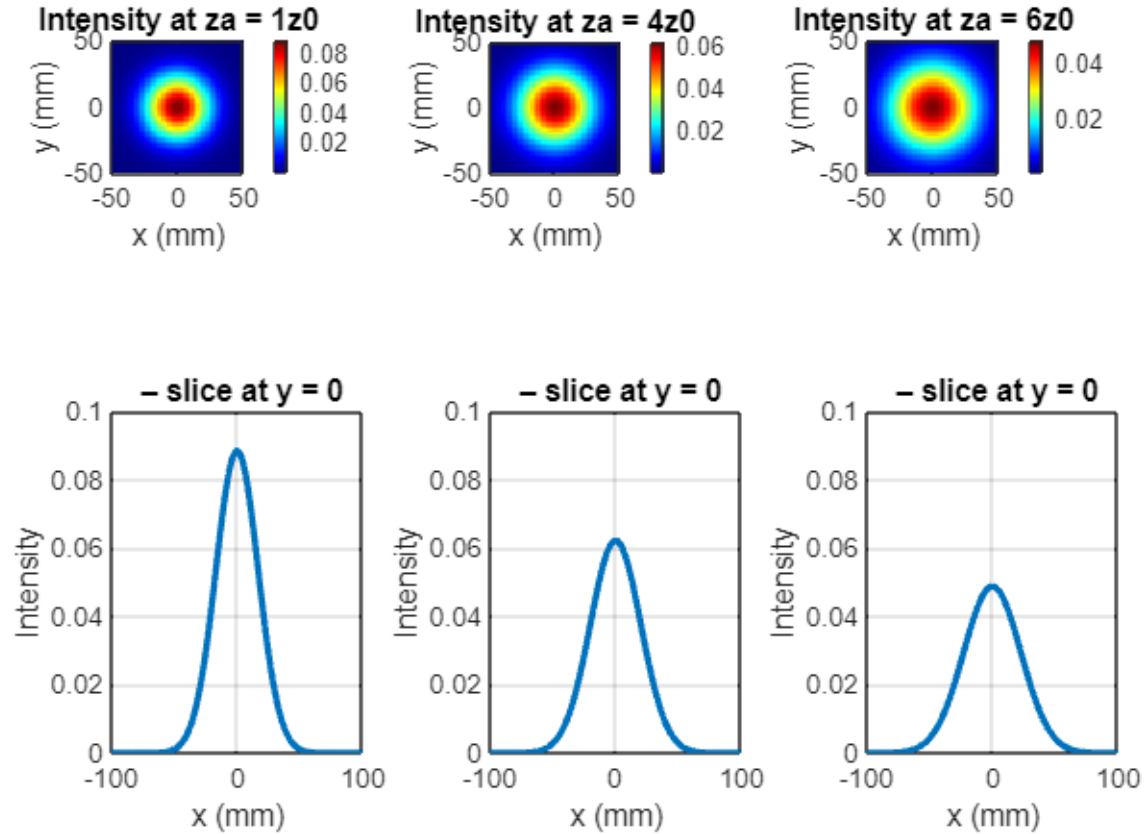 Intensity at za = 1z0
50
0
-50
y (mm)
-50 0 50
x (mm)
0.08
0.06
0.04
0.02
Intensity at za = 4z0
50
0
-50
y (mm)
-50 0 50
x (mm)
0.06
0.04
0.02
Intensity at za = 6z0
50
0
-50
y (mm)
-50 0 50
x (mm)
0.04
0.02
– slice at y = 0
0.1
0.08
0.06
0.04
0.02
0
Intensity
-100 0 100
x (mm)
– slice at y = 0
0.1
0.08
0.06
0.04
0.02
0
Intensity
-100 0 100
x (mm)
– slice at y = 0
0.1
0.08
0.06
0.04
0.02
0
Intensity
-100 0 100
x (mm)